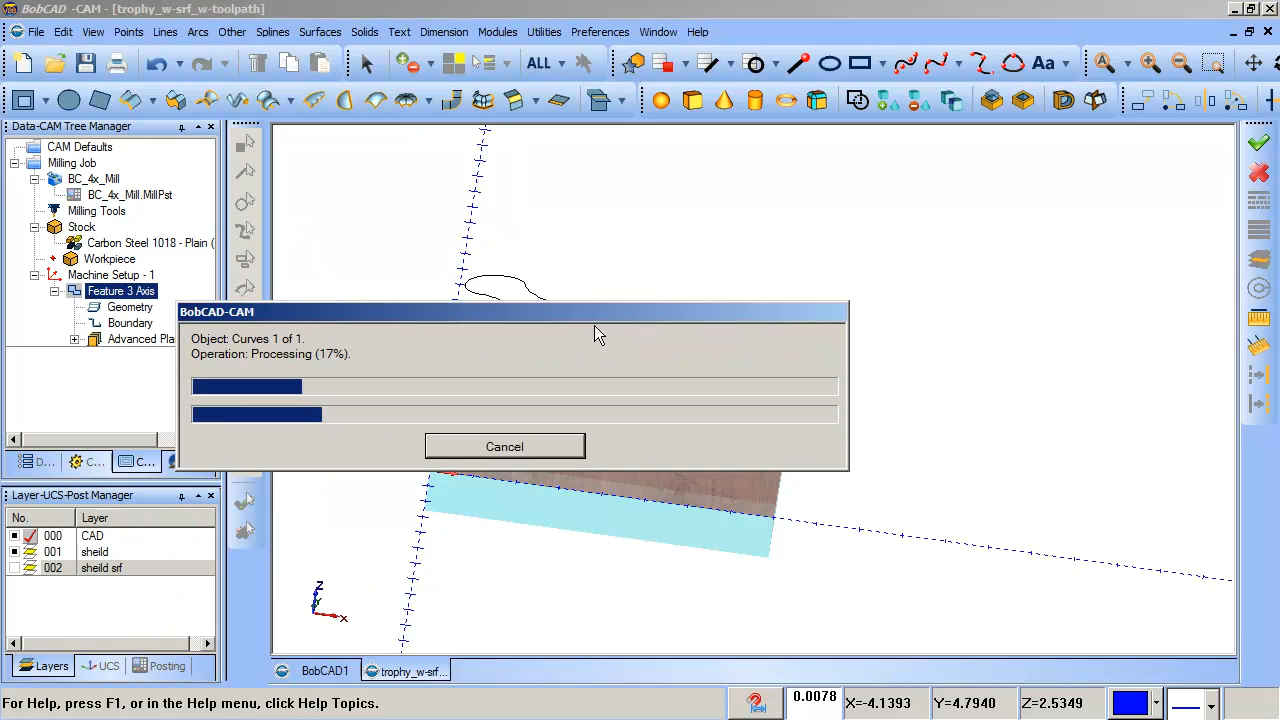 BobCAD -CAM - [trophy_w-srf_w-toolpath]
File Edit View Points Lines Arcs Other Splines Surfaces Solids Text Dimension Modules Utilities Preferences Window Help
ALL
Aa
Data-CAM Tree Manager
CAM Defaults
Milling Job
BC_4x_Mill
BC_4x_Mill.MillPst
Milling Tools
Stock
Carbon Steel 1018 - Plain (
Workpiece
Machine Setup - 1
Feature 3 Axis
Geometry
Boundary
Advanced Pla
BobCAD-CAM
Object: Curves 1 of 1.
Operation: Processing (17%).
Cancel
D... C... C...
Layer-UCS-Post Manager
No. Layer
000 CAD
001 sheild
002 sheild srf
Z
X
Layers UCS Posting
BobCAD1 trophy_w-srf...
For Help, press F1, or in the Help menu, click Help Topics.
0.0078 X=-4.1393 Y=4.7940 Z=2.5349